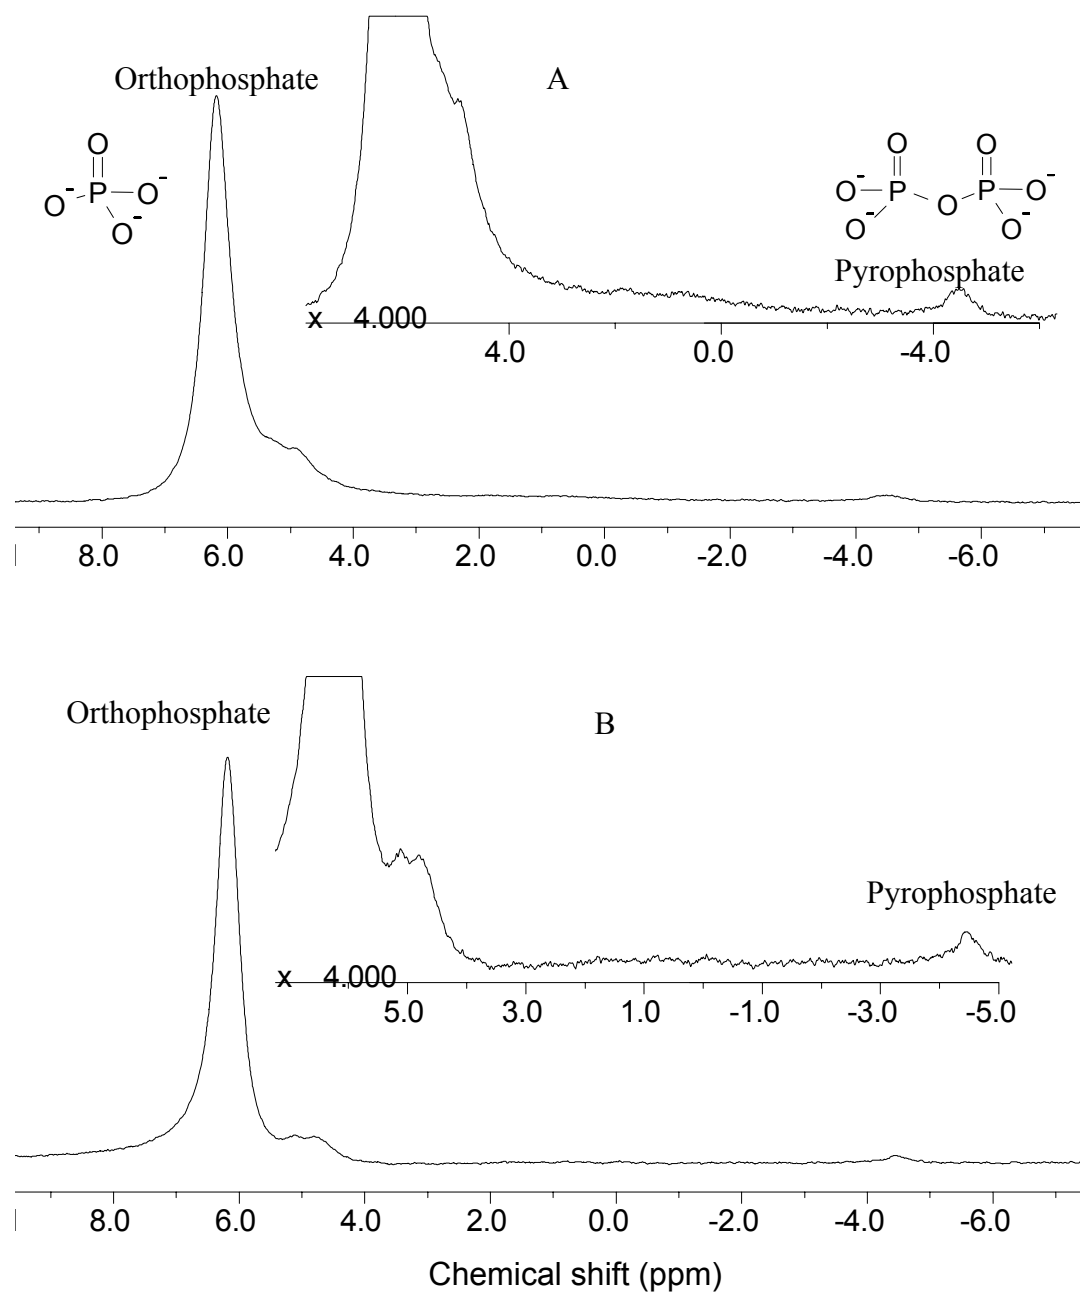 Orthophosphate
A
O
O⁻ P O⁻
O⁻
O O
O⁻ P O P O⁻
O⁻ O⁻
Pyrophosphate
x 4.000
4.0 0.0 -4.0
8.0 6.0 4.0 2.0 0.0 -2.0 -4.0 -6.0
Orthophosphate
B
Pyrophosphate
x 4.000
5.0 3.0 1.0 -1.0 -3.0 -5.0
8.0 6.0 4.0 2.0 0.0 -2.0 -4.0 -6.0
Chemical shift (ppm)